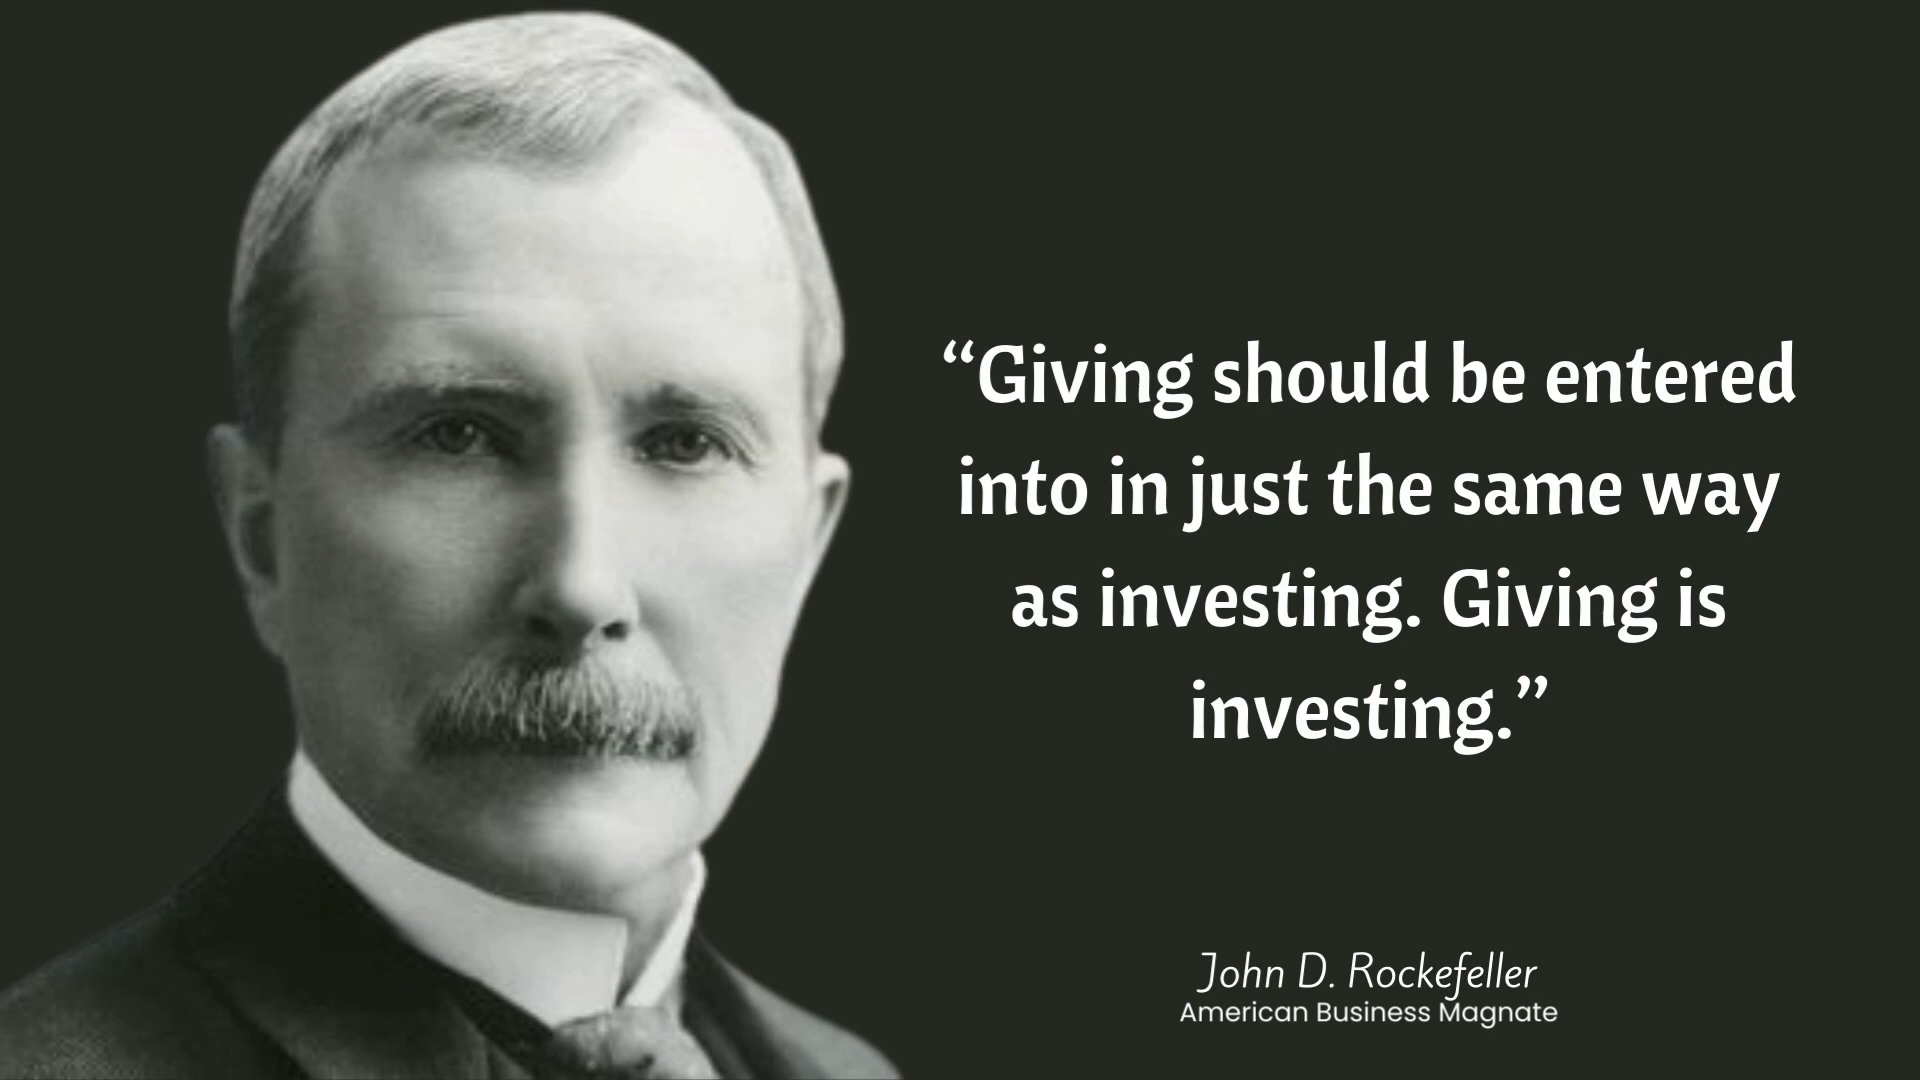 “Giving should be entered
into in just the same way
as investing. Giving is
investing.”
John D. Rockefeller
American Business Magnate